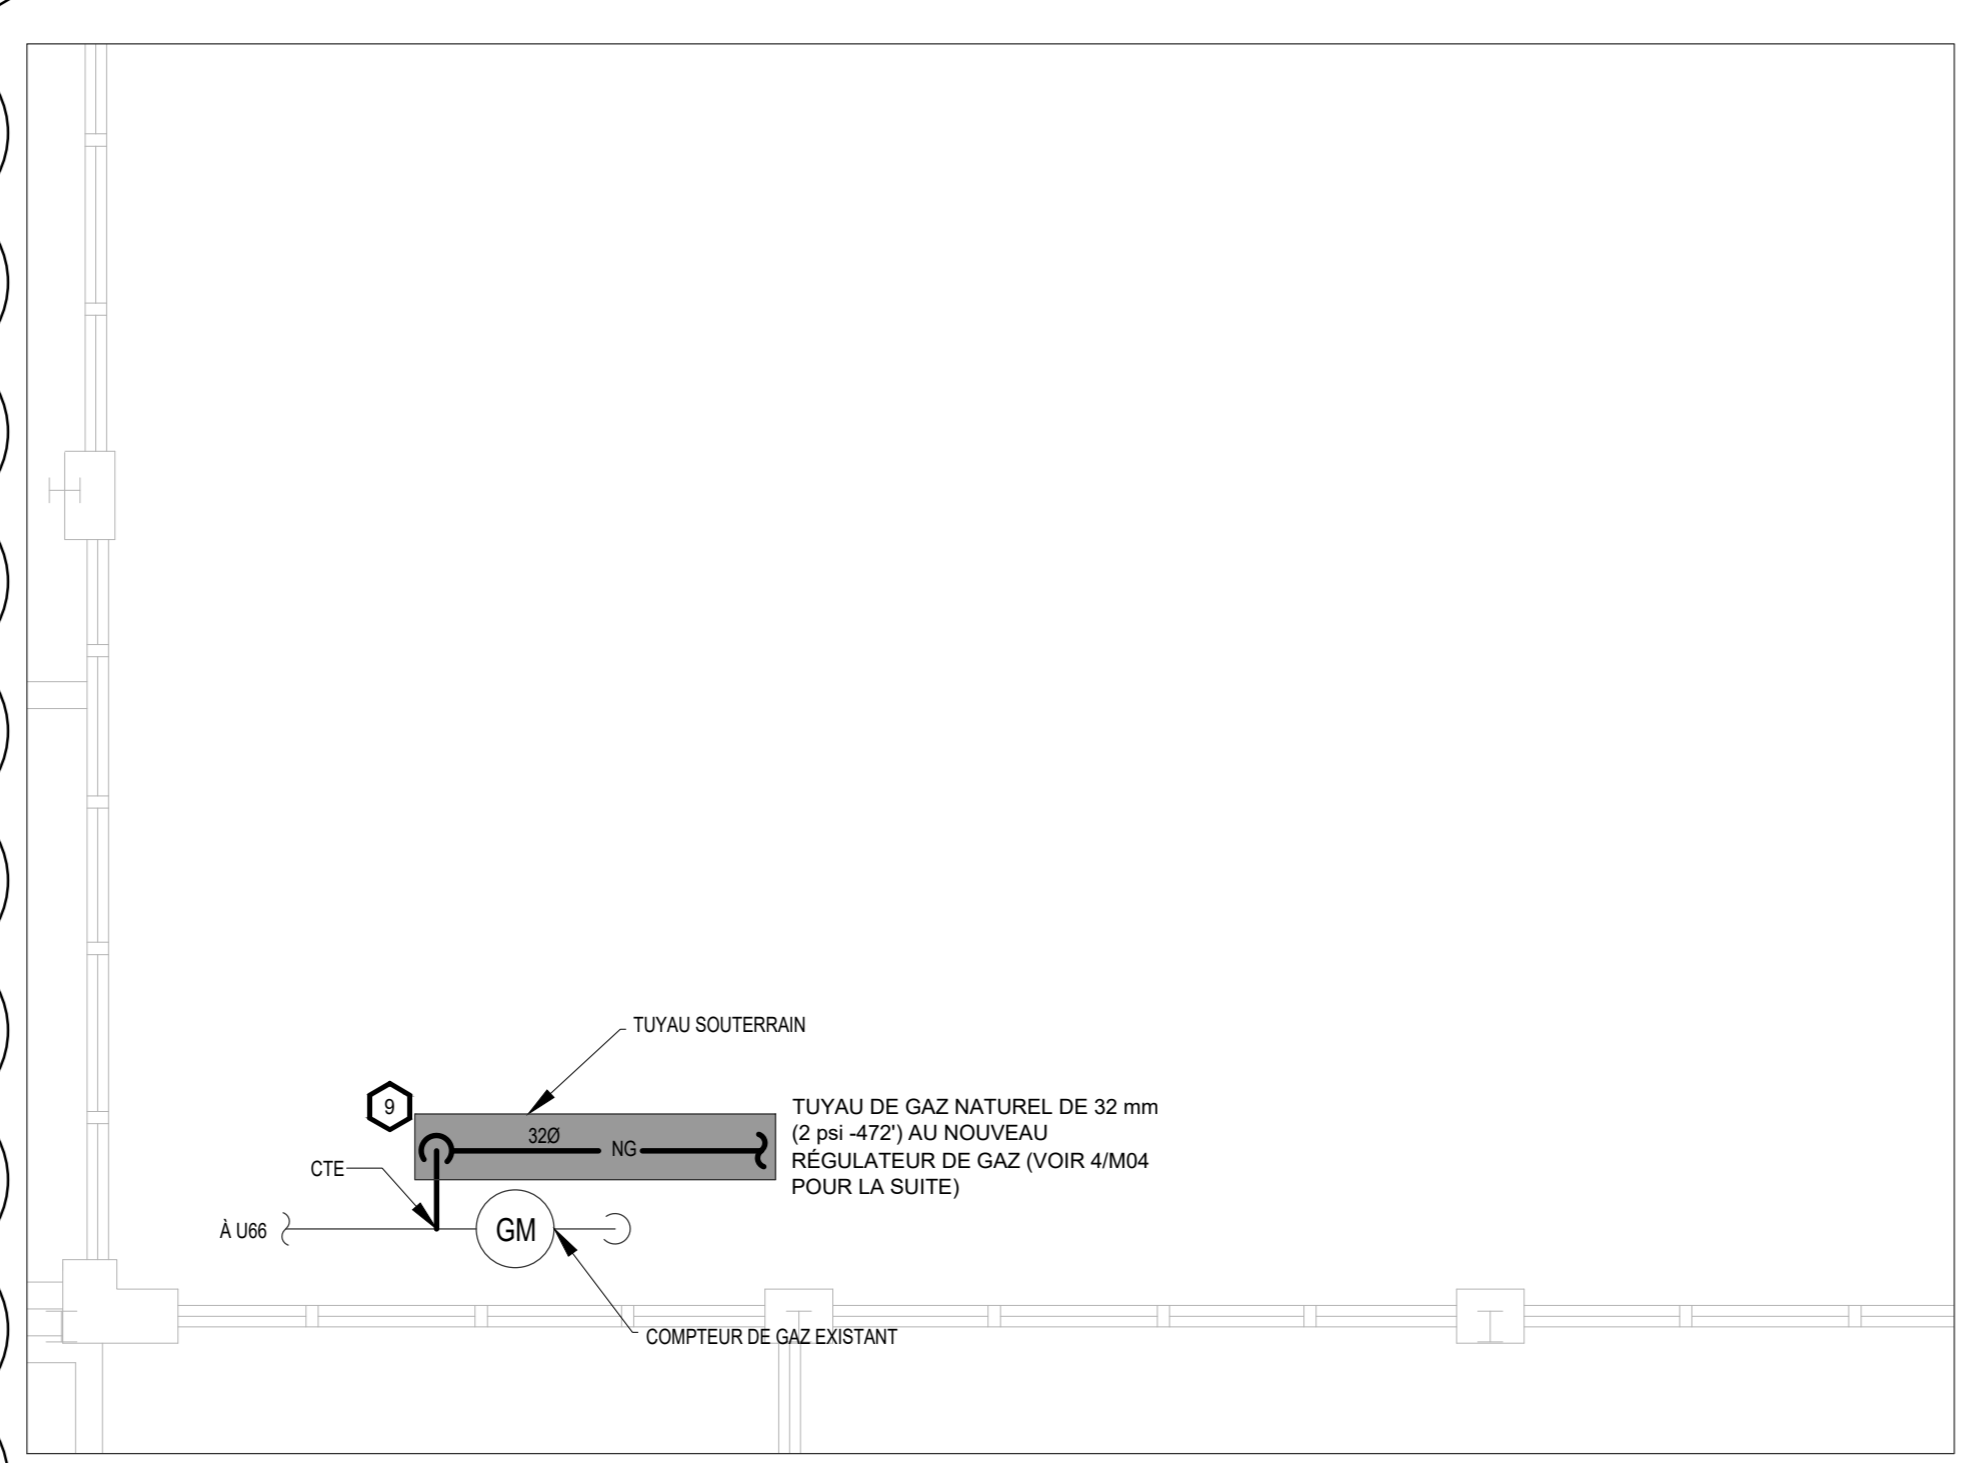 TUYAU SOUTERRAIN
9
TUYAU DE GAZ NATUREL DE 32 mm
(2 psi -472') AU NOUVEAU
RÉGULATEUR DE GAZ (VOIR 4/M04
POUR LA SUITE)
32Ø
NG
CTE
À U66
GM
COMPTEUR DE GAZ EXISTANT